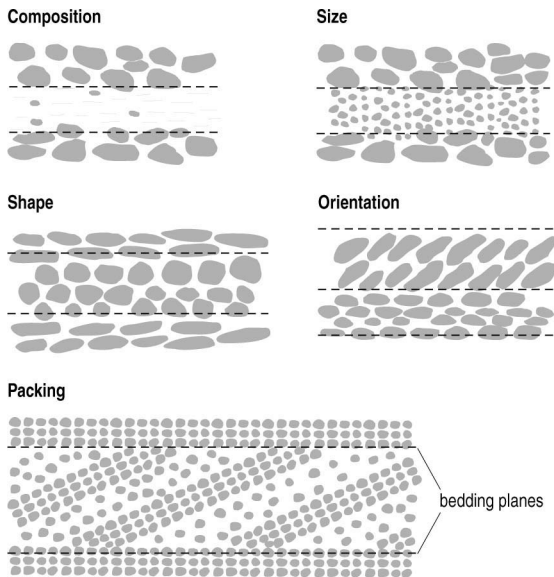 Composition
Size
Shape
Orientation
Packing
bedding planes